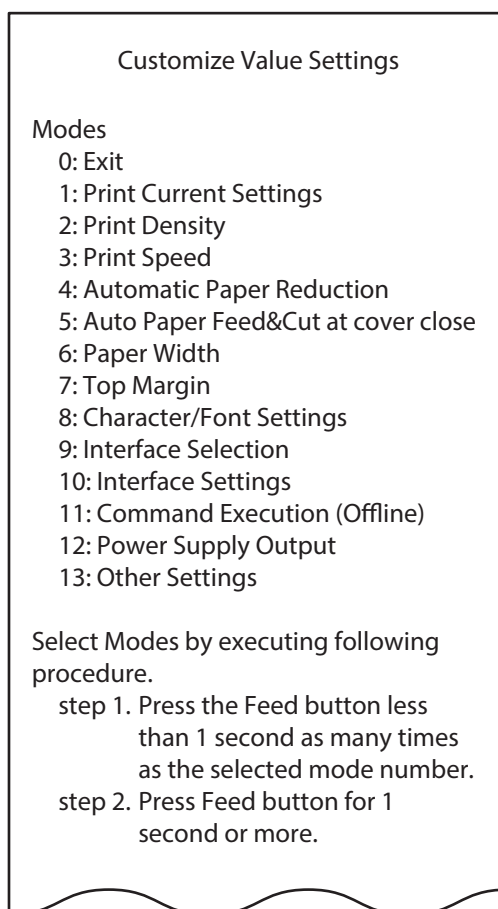 Customize Value Settings
Modes
0: Exit
1: Print Current Settings
2: Print Density
3: Print Speed
4: Automatic Paper Reduction
5: Auto Paper Feed&Cut at cover close
6: Paper Width
7: Top Margin
8: Character/Font Settings
9: Interface Selection
10: Interface Settings
11: Command Execution (Offline)
12: Power Supply Output
13: Other Settings
Select Modes by executing following
procedure.
step 1. Press the Feed button less
than 1 second as many times
as the selected mode number.
step 2. Press Feed button for 1
second or more.